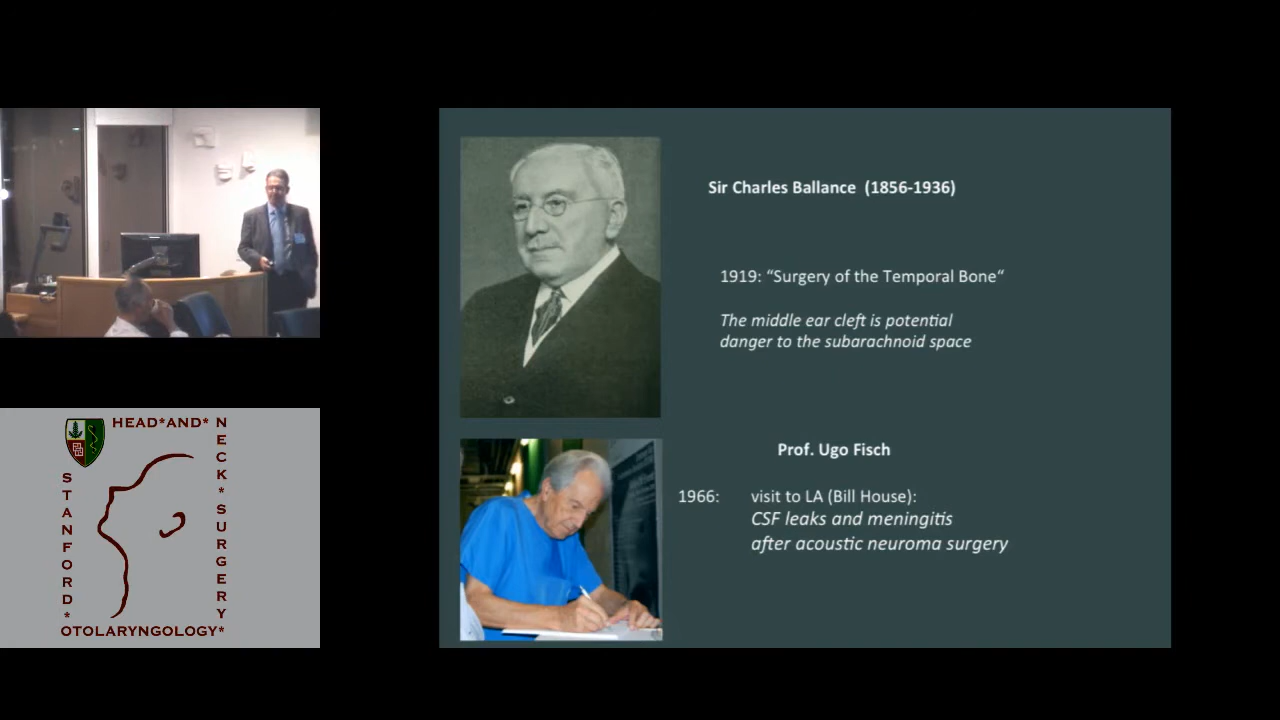 Sir Charles Ballance (1856-1936)
1919: “Surgery of the Temporal Bone“
The middle ear cleft is potential
danger to the subarachnoid space
Prof. Ugo Fisch
1966: visit to LA (Bill House):
CSF leaks and meningitis
after acoustic neuroma surgery
STANFORD*
OTOLARYNGOLOGY*
HEAD*AND*
NECK*SURGERY